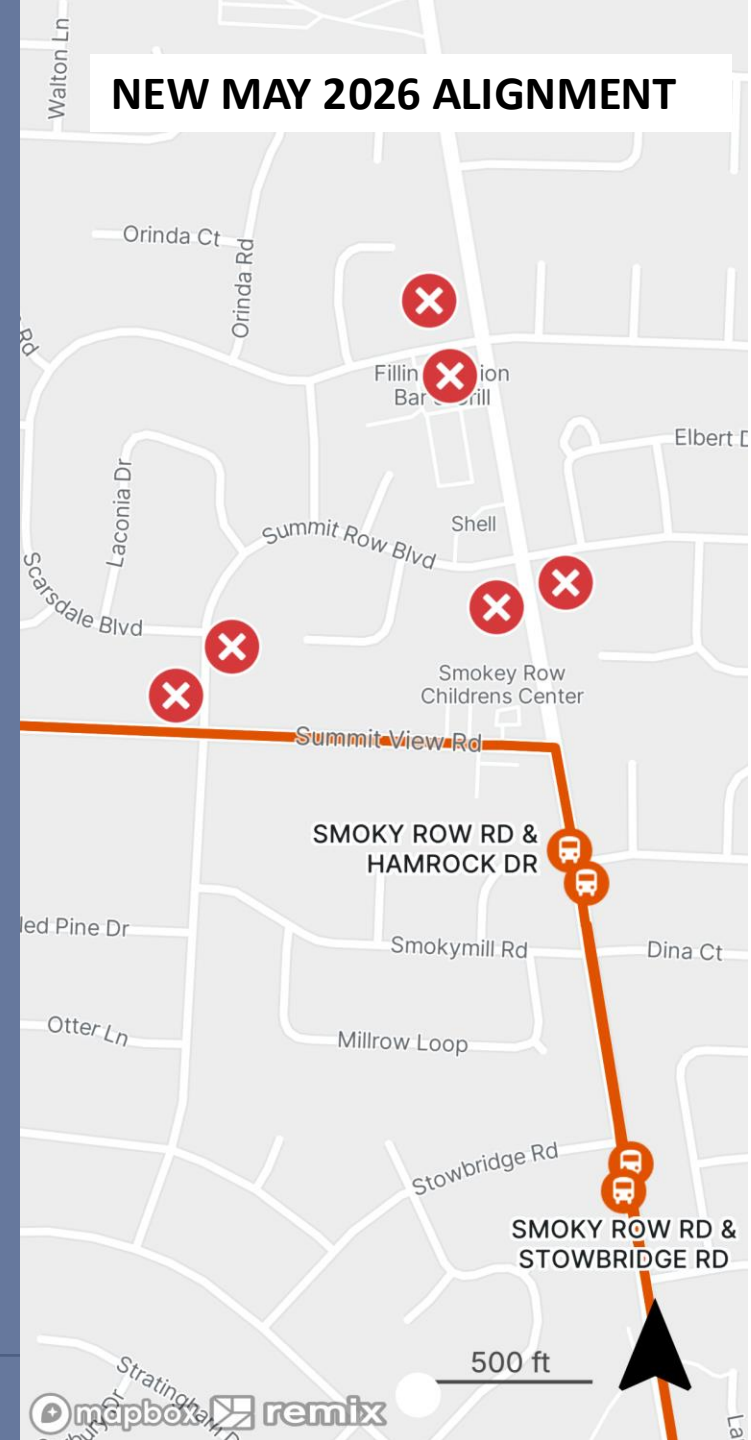 Walton Ln
NEW MAY 2026 ALIGNMENT
Orinda Ct
Orinda Rd
Rd
Bar
Elbert D
Laconia Dr
Shell
Summit Row Blvd
Scarsdale Blvd
Smokey Row
Childrens Center
Summit View Rd
SMOKY ROW RD &
HAMROCK DR
led Pine Dr
Smokymill Rd
Dina Ct
Otter Ln
Millrow Loop
Stowbridge Rd
SMOKY ROW RD &
STOWBRIDGE RD
500 ft
La
mapbox remix